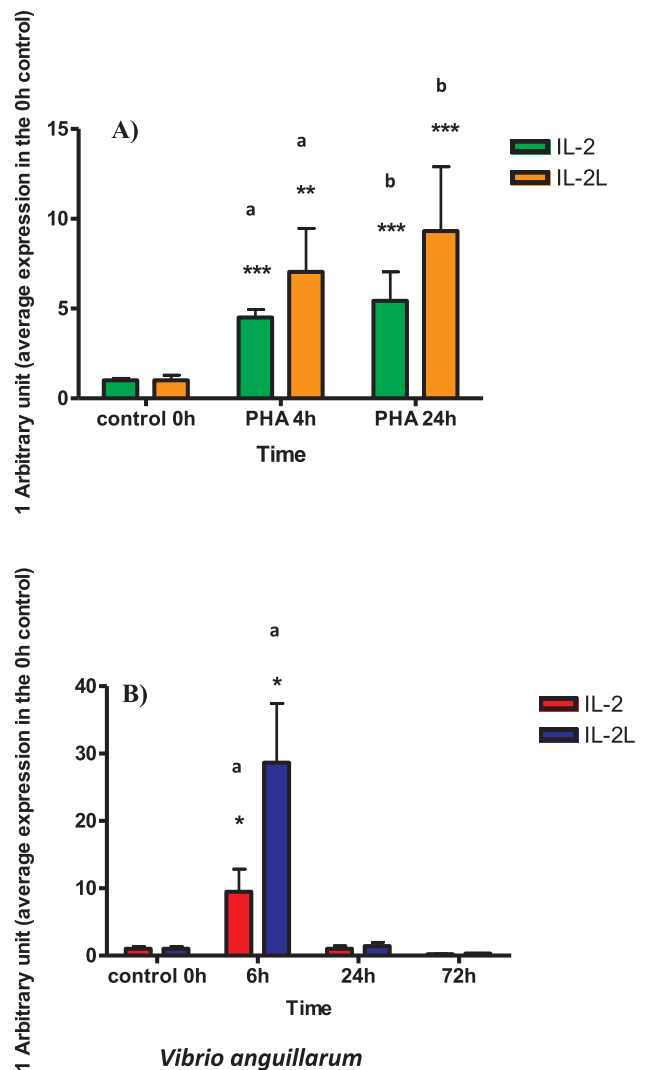 1 Arbitrary unit (average expression in the 0h control)
A)
15
10
5
0
a
***
a
**
b
***
b
***
IL-2
IL-2L
control 0h PHA 4h PHA 24h
Time
1 Arbitrary unit (average expression in the 0h control)
B)
40
30
20
10
0
a
*
a
*
IL-2
IL-2L
control 0h 6h 24h 72h
Time
Vibrio anguillarum